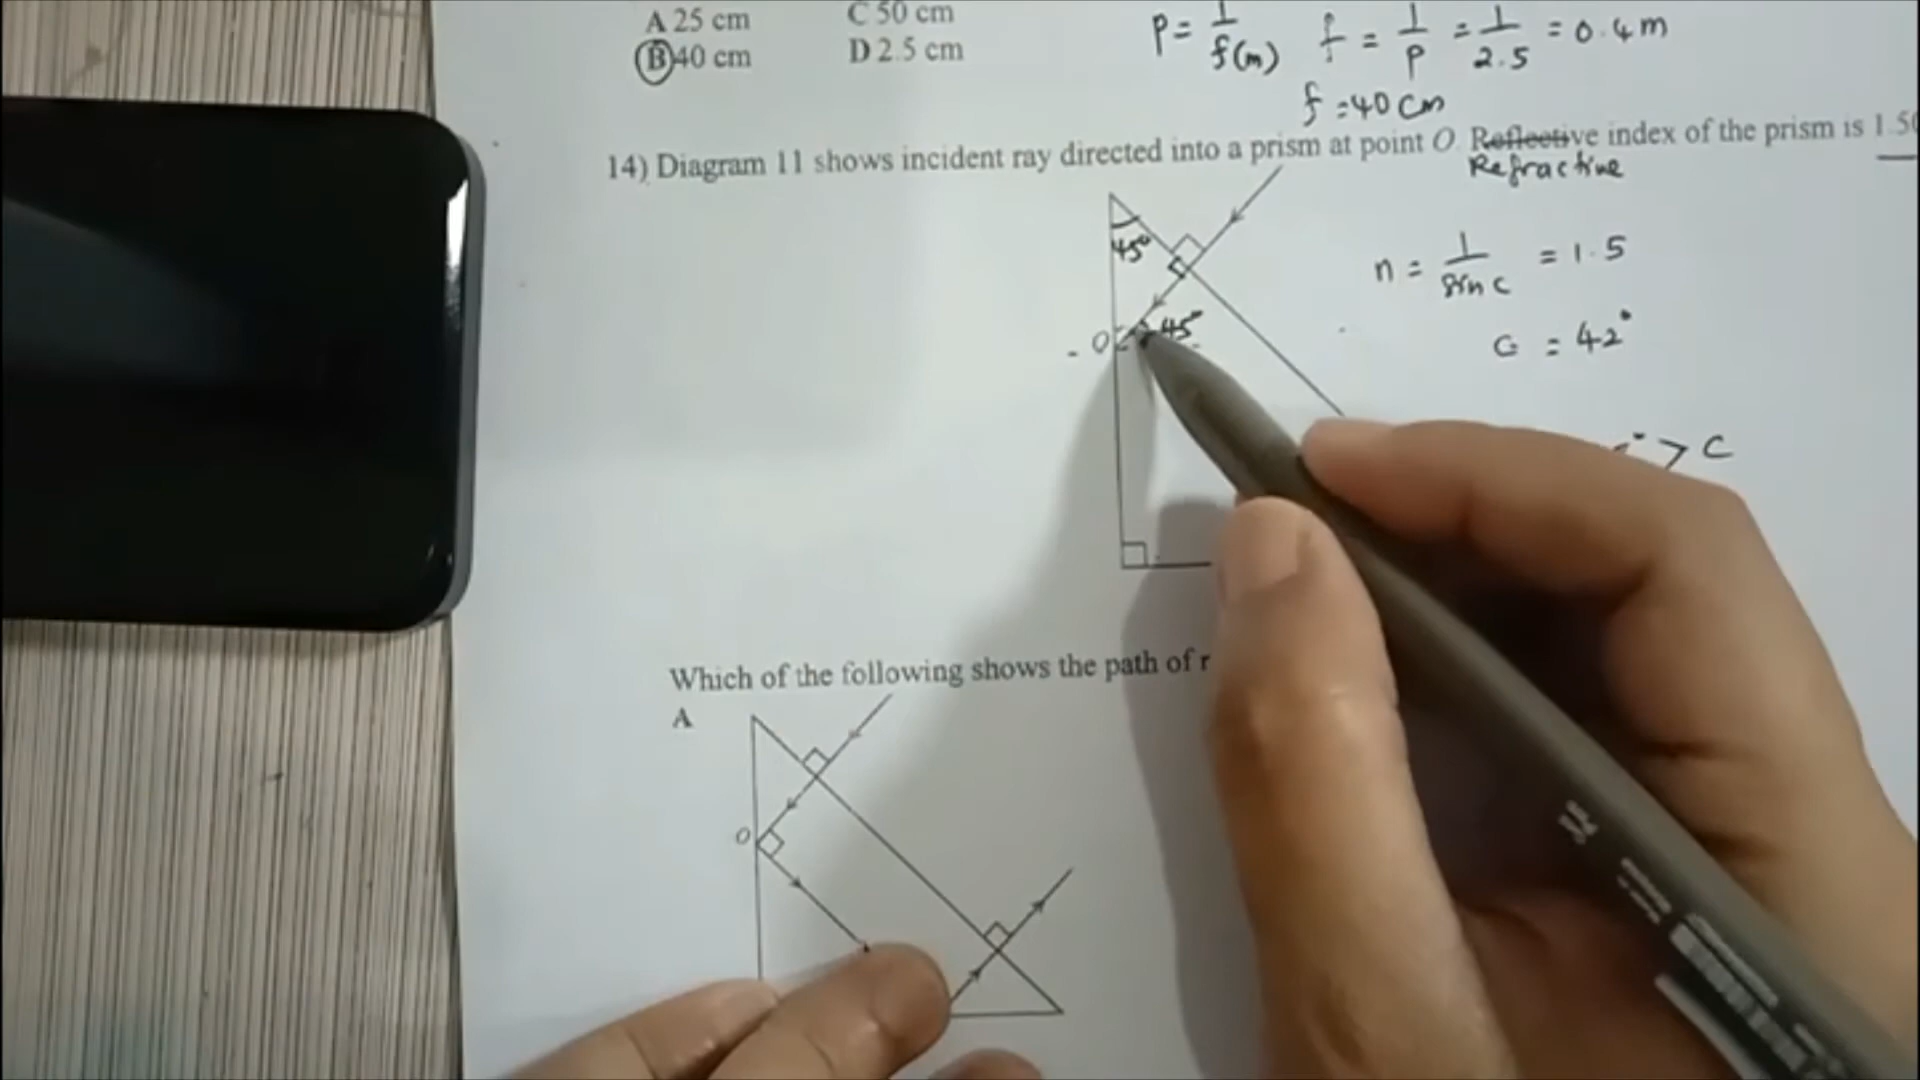 A 25 cm
C 50 cm
B 40 cm
D 2.5 cm
P = 1/f(m) f = 1/P = 1/2.5 = 0.4 m
f = 40 cm
14) Diagram 11 shows incident ray directed into a prism at point O. Reflective index of the prism is 1.50
Refractive
45°
n = 1/sin c = 1.5
O
45°
c = 42°
> c
Which of the following shows the path of r
A
O